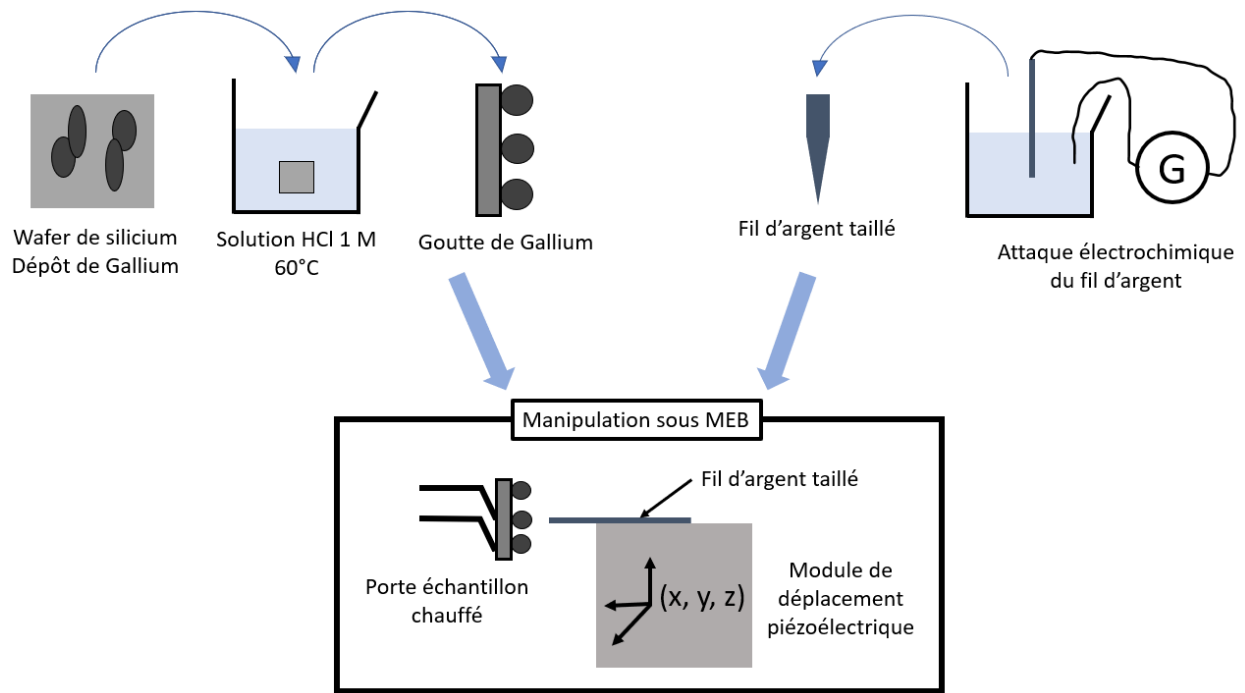 Wafer de silicium
Dépôt de Gallium
Solution HCl 1 M
60°C
Goutte de Gallium
Fil d'argent taillé
G
Attaque électrochimique
du fil d'argent
Manipulation sous MEB
Fil d'argent taillé
Porte échantillon
chauffé
(x, y, z)
Module de
déplacement
piézoélectrique